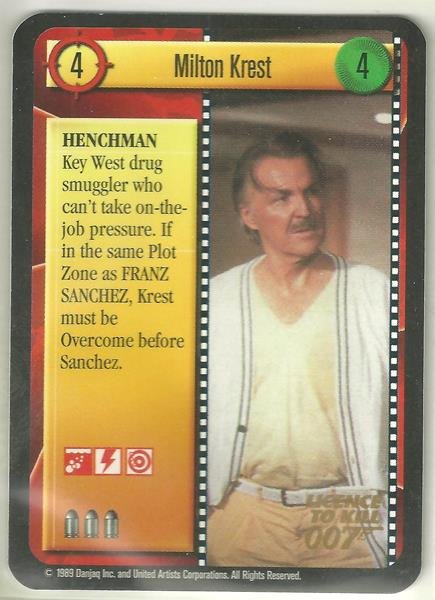 4
Milton Krest
4
HENCHMAN
Key West drug
smuggler who
can't take on-the-
job pressure. If
in the same Plot
Zone as FRANZ
SANCHEZ, Krest
must be
Overcome before
Sanchez.
LICENCE
TO KILL
007
© 1989 Danjaq Inc. and United Artists Corporations. All Rights Reserved.